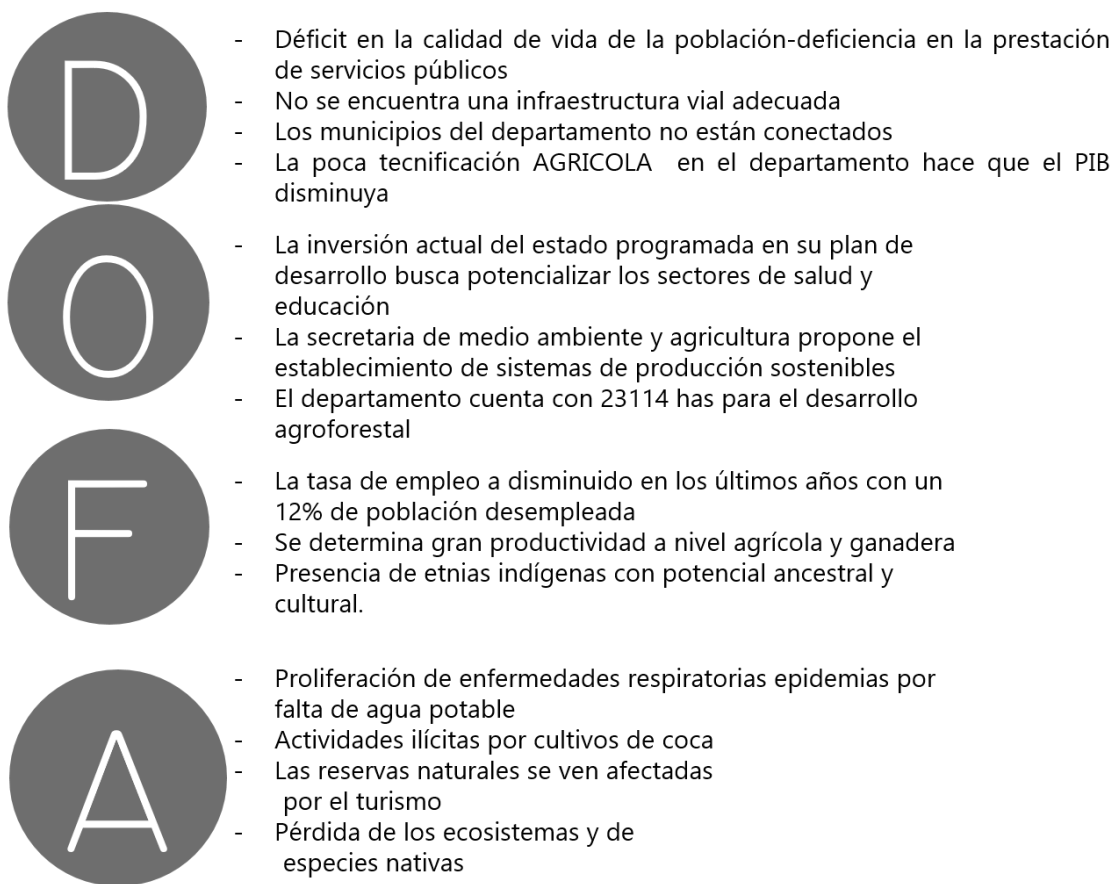 D
- Déficit en la calidad de vida de la población-deficiencia en la prestación
de servicios públicos
- No se encuentra una infraestructura vial adecuada
- Los municipios del departamento no están conectados
- La poca tecnificación AGRICOLA en el departamento hace que el PIB
disminuya
O
- La inversión actual del estado programada en su plan de
desarrollo busca potencializar los sectores de salud y
educación
- La secretaria de medio ambiente y agricultura propone el
establecimiento de sistemas de producción sostenibles
- El departamento cuenta con 23114 has para el desarrollo
agroforestal
F
- La tasa de empleo a disminuido en los últimos años con un
12% de población desempleada
- Se determina gran productividad a nivel agrícola y ganadera
- Presencia de etnias indígenas con potencial ancestral y
cultural.
A
- Proliferación de enfermedades respiratorias epidemias por
falta de agua potable
- Actividades ilícitas por cultivos de coca
- Las reservas naturales se ven afectadas
por el turismo
- Pérdida de los ecosistemas y de
especies nativas